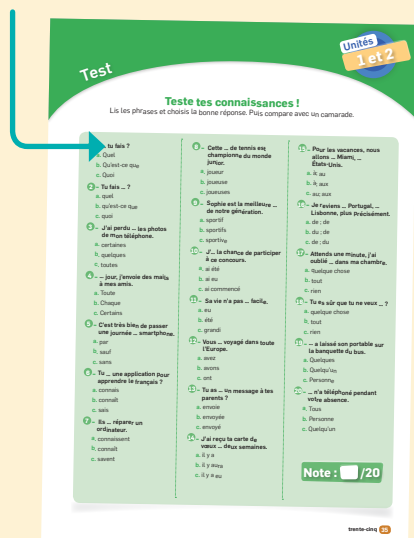 Unités
1 et 2
Test
Teste tes connaissances !
Lis les phrases et choisis la bonne réponse. Puis compare avec un camarade.
... tu fais ?
a. Quel
b. Qu'est-ce que
c. Quoi
2 - Tu fais ... ?
a. quel
b. qu'est-ce que
c. quoi
3 - J'ai perdu ... les photos
de mon téléphone.
a. certaines
b. quelques
c. toutes
4 - ... jour, j'envoie des mails
à mes amis.
a. Toute
b. Chaque
c. Certains
5 - C'est très bien de passer
une journée ... smartphone.
a. par
b. sauf
c. sans
6 - Tu ... une application pour
apprendre le français ?
a. connais
b. connaît
c. sais
7 - Ils ... réparer un
ordinateur.
a. connaissent
b. connaît
c. savent
8 - Cette ... de tennis est
championne du monde
junior.
a. joueur
b. joueuse
c. joueuses
9 - Sophie est la meilleure ...
de notre génération.
a. sportif
b. sportifs
c. sportive
10 - J'... la chance de participer
à ce concours.
a. ai été
b. ai eu
c. ai commencé
11 - Sa vie n'a pas ... facile.
a. eu
b. été
c. grandi
12 - Vous ... voyagé dans toute
l'Europe.
a. avez
b. avons
c. ont
13 - Tu as ... un message à tes
parents ?
a. envoie
b. envoyée
c. envoyé
14 - J'ai reçu ta carte de
vœux ... deux semaines.
a. il y a
b. il y aura
c. il y a eu
15 - Pour les vacances, nous
allons ... Miami, ...
États-Unis.
a. à; au
b. à; aux
c. au; aux
16 - Je reviens ... Portugal, ...
Lisbonne, plus précisément.
a. de ; de
b. du ; de
c. de ; du
17 - Attends une minute, j'ai
oublié ... dans ma chambre.
a. quelque chose
b. tout
c. rien
18 - Tu es sûr que tu ne veux ... ?
a. quelque chose
b. tout
c. rien
19 - ... a laissé son portable sur
la banquette du bus.
a. Quelques
b. Quelqu'un
c. Personne
20 - ... n'a téléphoné pendant
votre absence.
a. Tous
b. Personne
c. Quelqu'un
Note : /20
trente-cinq 35